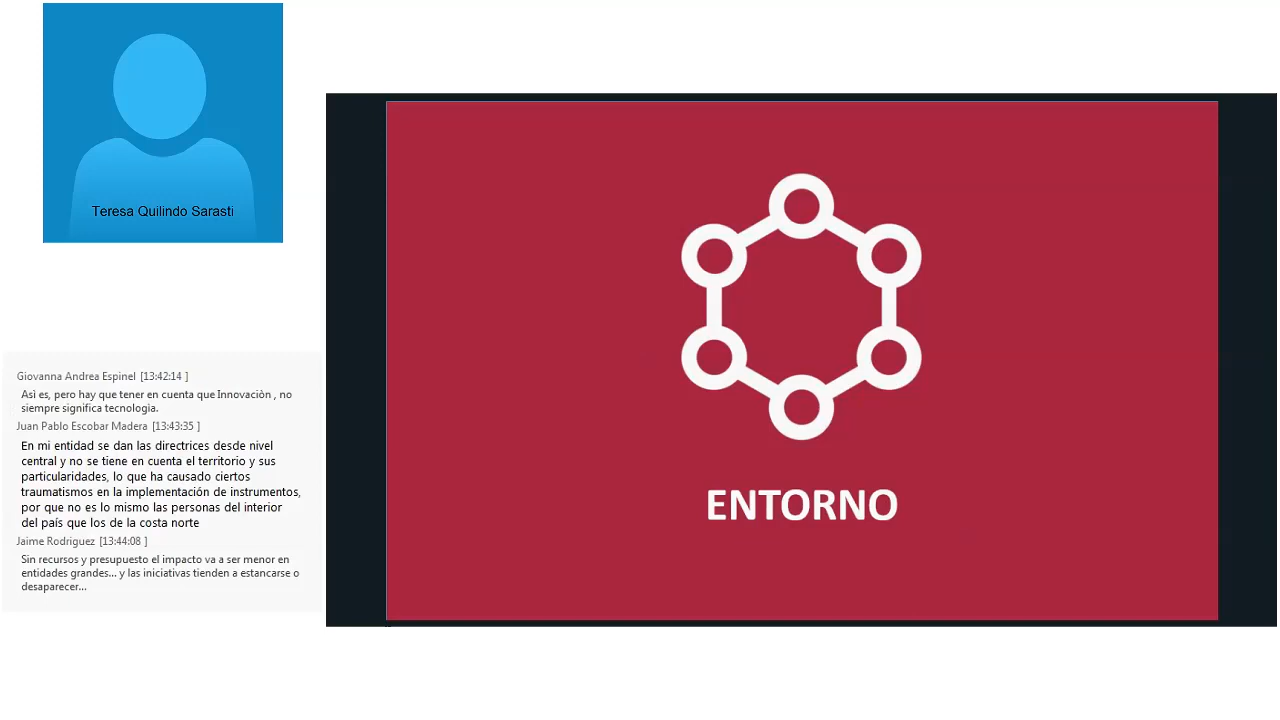 Teresa Quilindo Sarasti
Giovanna Andrea Espinel [13:42:14 ]
Asì es, pero hay que tener en cuenta que Innovaciòn , no
siempre significa tecnologìa.
Juan Pablo Escobar Madera [13:43:35 ]
En mi entidad se dan las directrices desde nivel
central y no se tiene en cuenta el territorio y sus
particularidades, lo que ha causado ciertos
traumatismos en la implementación de instrumentos,
por que no es lo mismo las personas del interior
del país que los de la costa norte
Jaime Rodriguez [13:44:08 ]
Sin recursos y presupuesto el impacto va a ser menor en
entidades grandes... y las iniciativas tienden a estancarse o
desaparecer...
ENTORNO